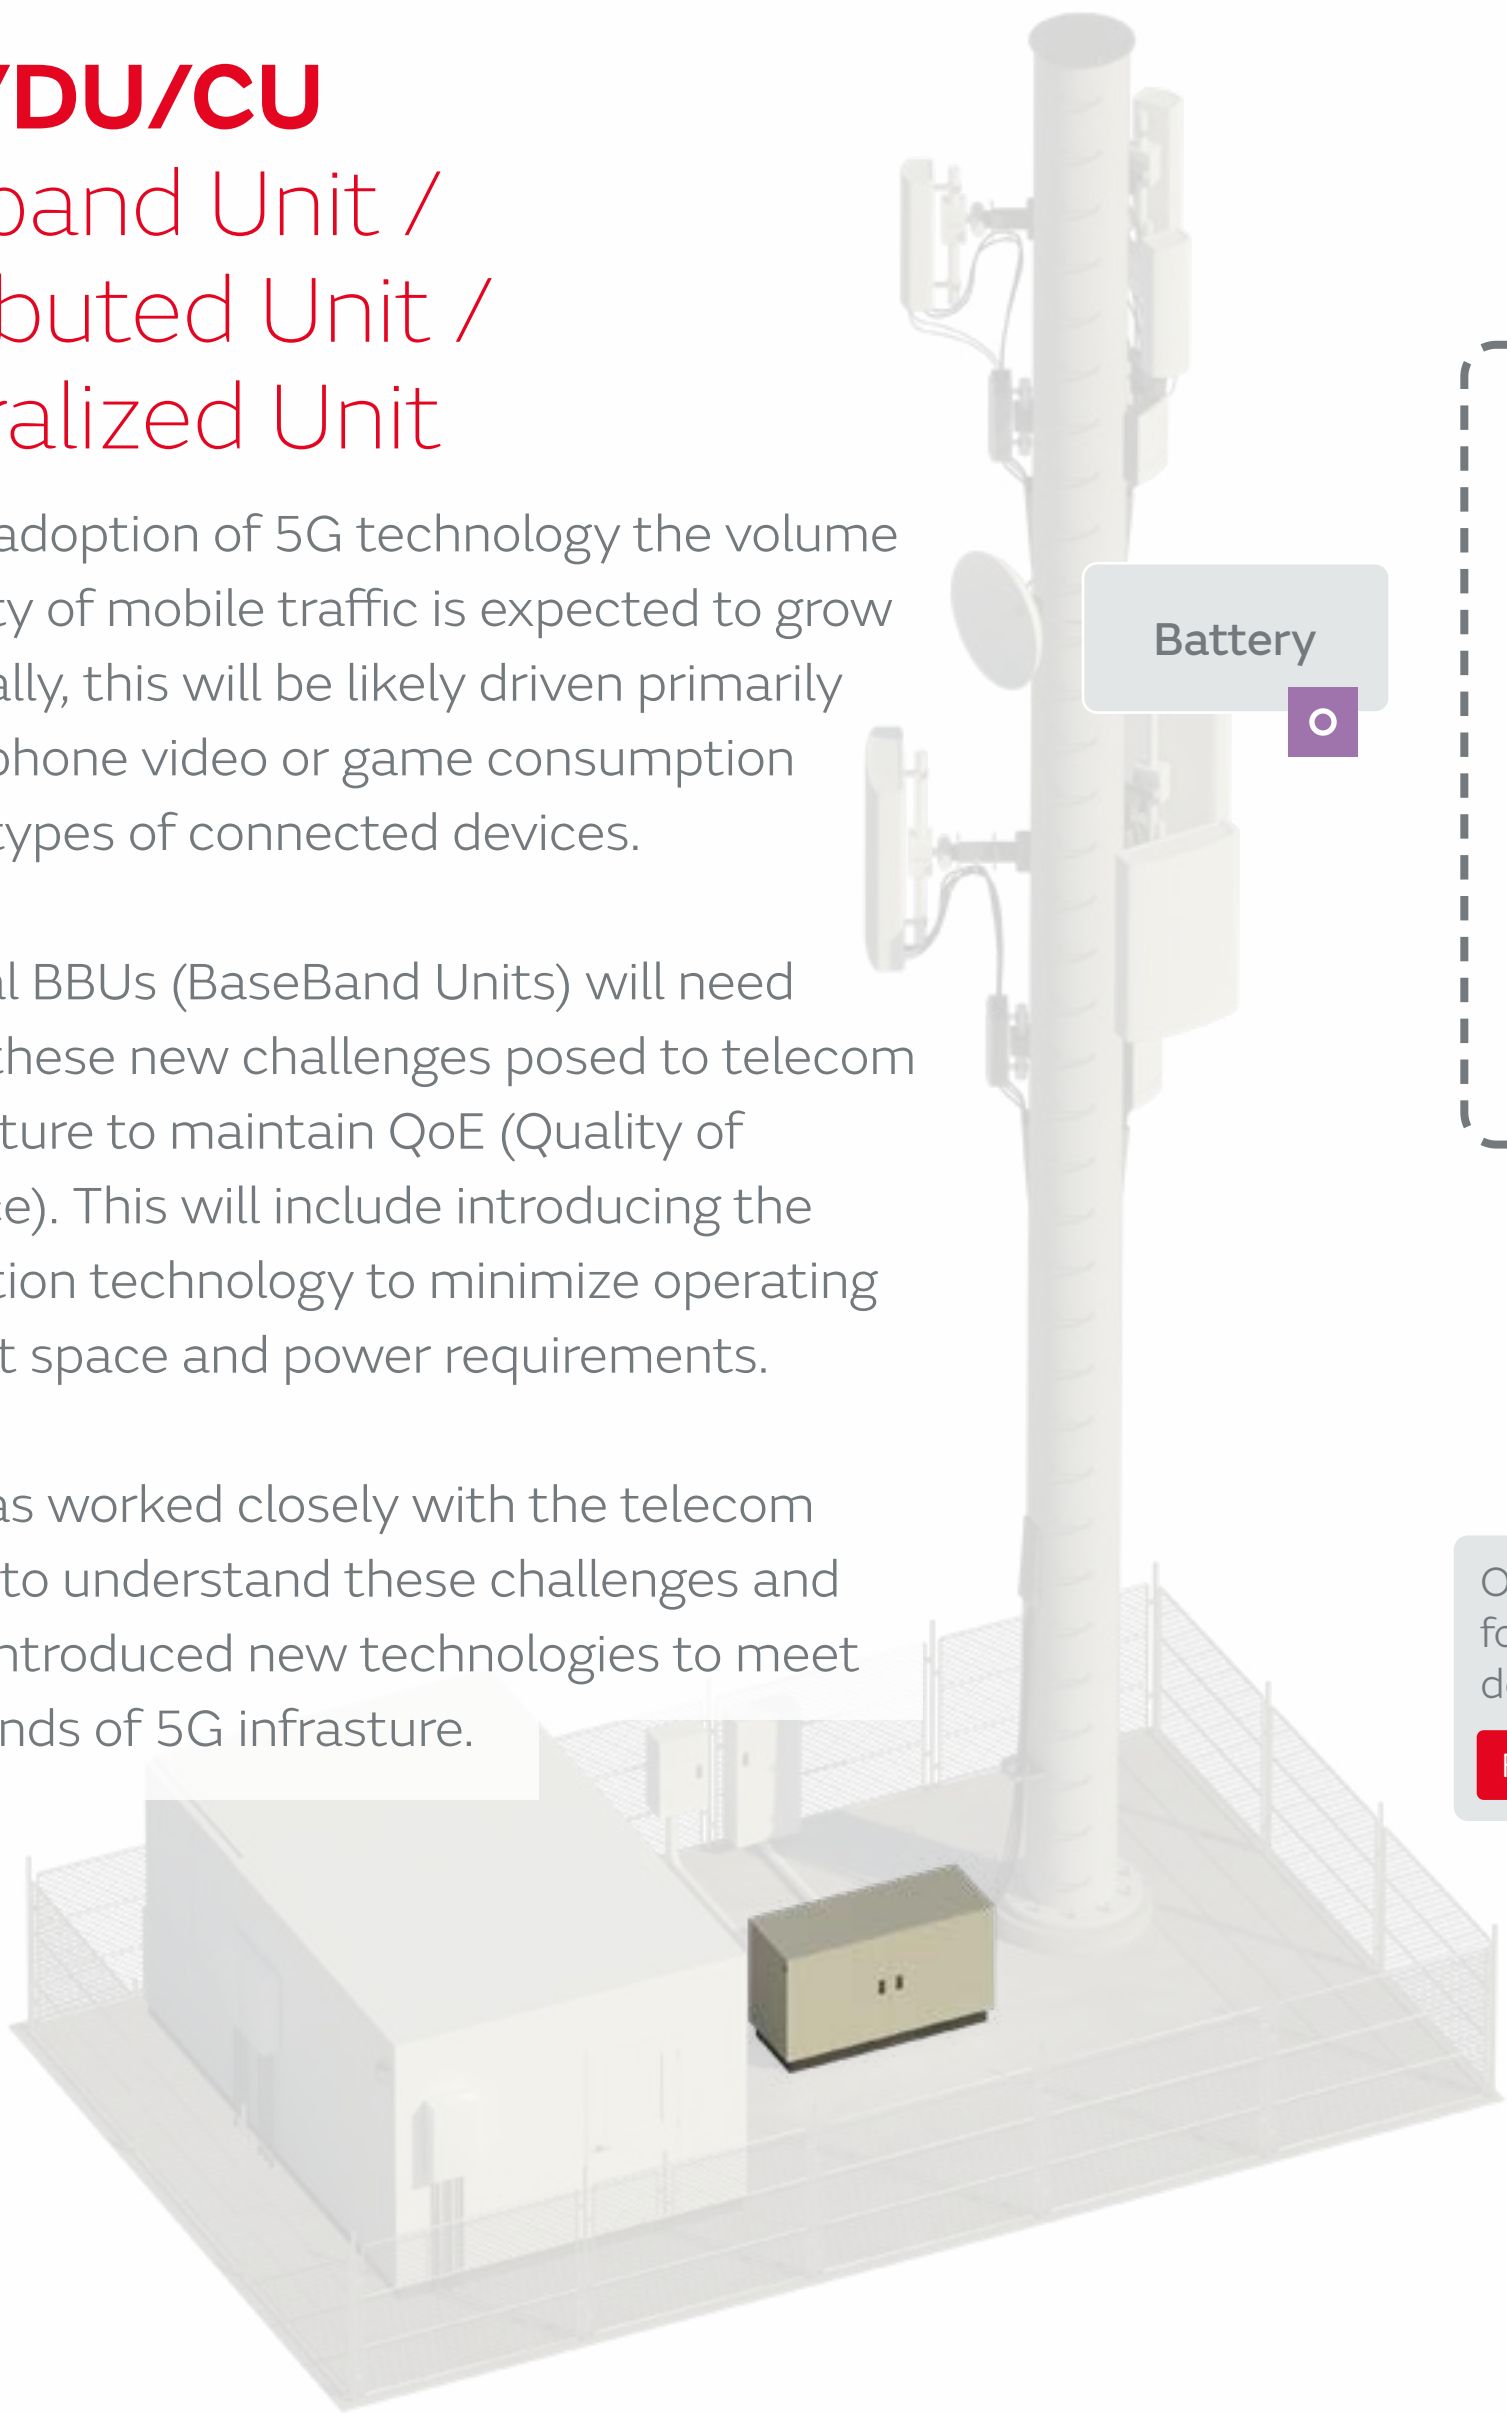 /DU/CU
band Unit /
buted Unit /
ralized Unit
adoption of 5G technology the volume
ty of mobile traffic is expected to grow
ally, this will be likely driven primarily
phone video or game consumption
types of connected devices.
al BBUs (BaseBand Units) will need
these new challenges posed to telecom
ture to maintain QoE (Quality of
ce). This will include introducing the
tion technology to minimize operating
t space and power requirements.
as worked closely with the telecom
to understand these challenges and
ntroduced new technologies to meet
nds of 5G infrasture.
Battery
O
fo
de